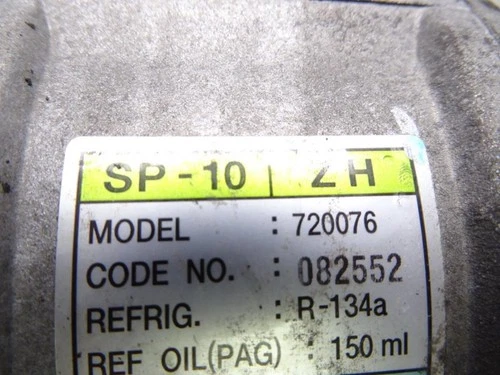 SP-10 ZH
MODEL : 720076
CODE NO. : 082552
REFRIG. : R-134a
REF OIL(PAG) : 150 ml